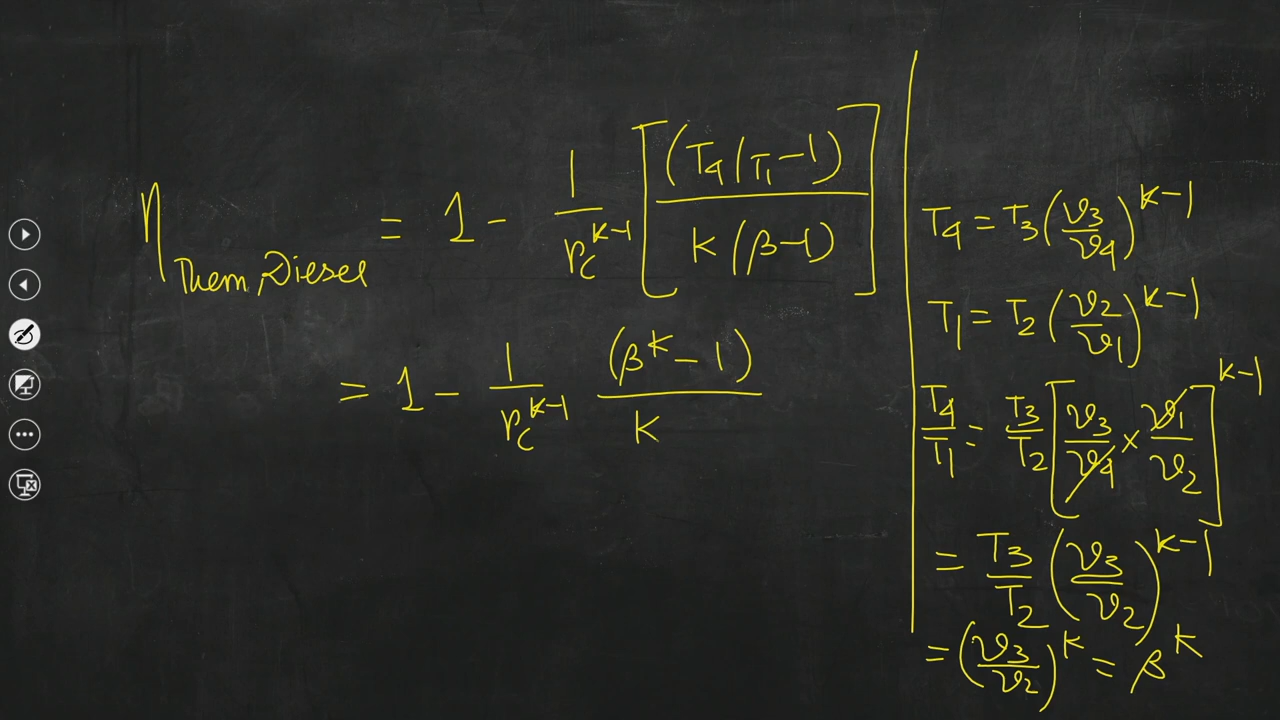 η_Them,Diesel = 1 - 1/r_c^(k-1) [(T4/T1-1) / k(β-1)]
= 1 - 1/r_c^(k-1) (β^k - 1)/k
T4 = T3(v3/v4)^(k-1)
T1 = T2(v2/v1)^(k-1)
T4/T1 = T3/T2 [v3/v4 × v1/v2]^(k-1)
= T3/T2 (v3/v2)^(k-1)
= (v3/v2)^k = β^k